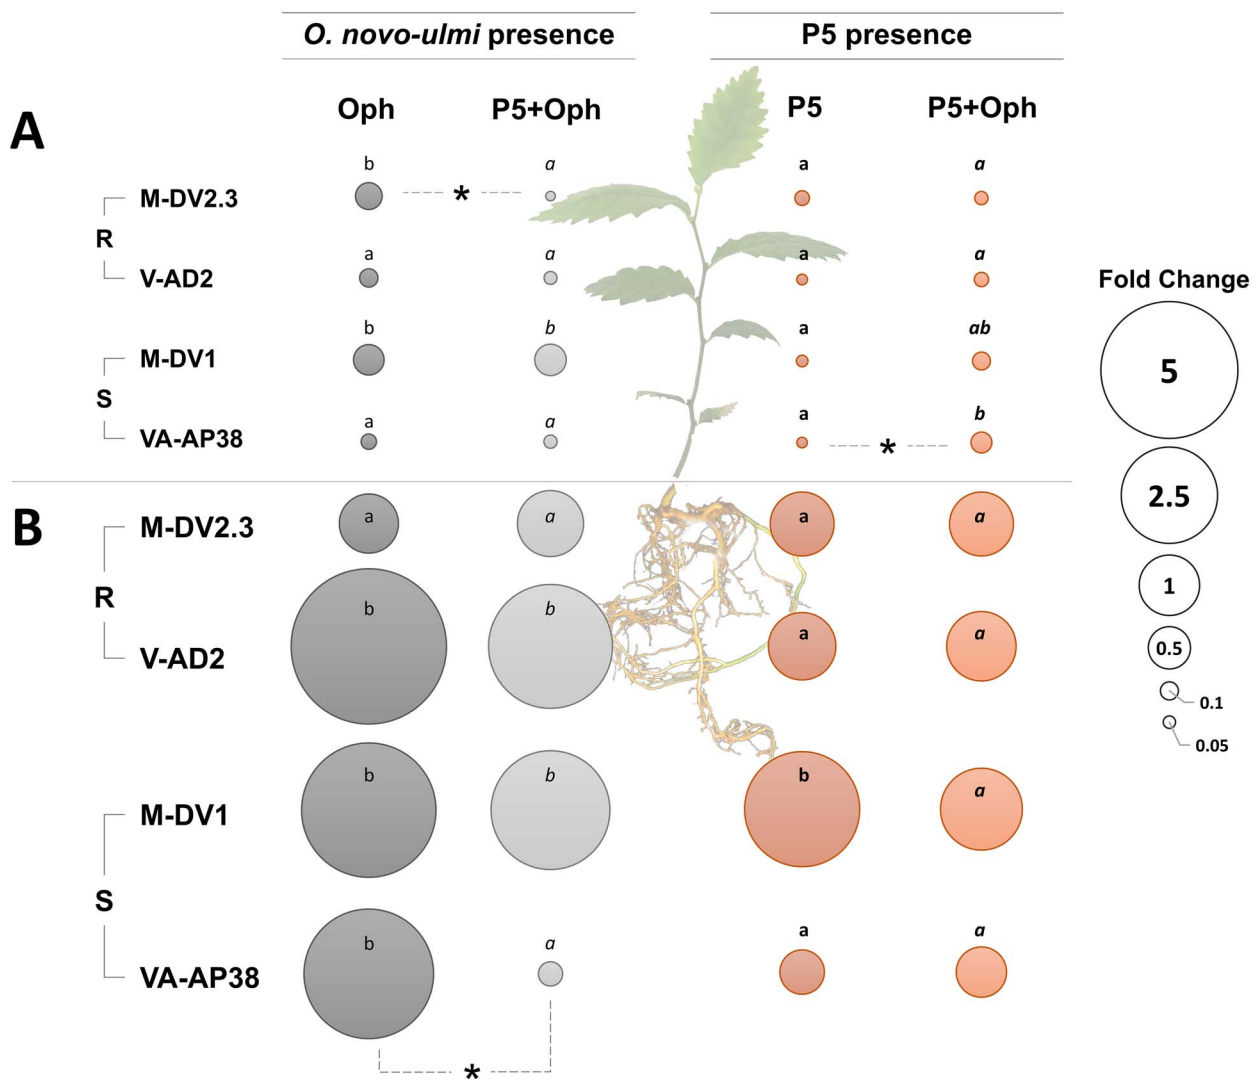 O. novo-ulmi presence P5 presence
Oph P5+Oph P5 P5+Oph
A
b a a a
M-DV2.3 *
R
a a a a
V-AD2
Fold Change
b b a ab
M-DV1
5
S
a a a b
VA-AP38 *
2.5
B
M-DV2.3 a a a a
1
R
b b a a
V-AD2
0.5
0.1
0.05
b b b a
M-DV1
S
b a a a
VA-AP38
*